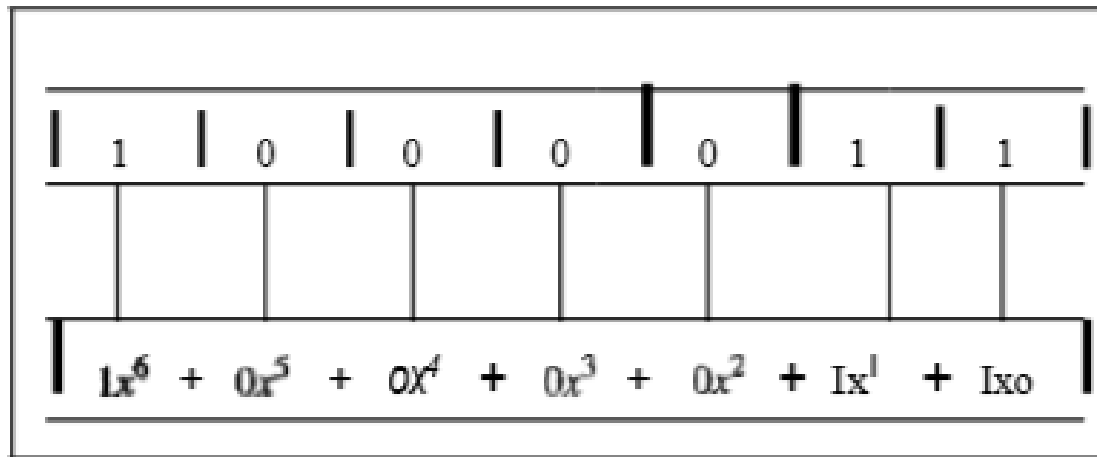 1 0 0 0 0 1 1
1x⁶ + 0x⁵ + 0x⁴ + 0x³ + 0x² + Ix¹ + Ixo